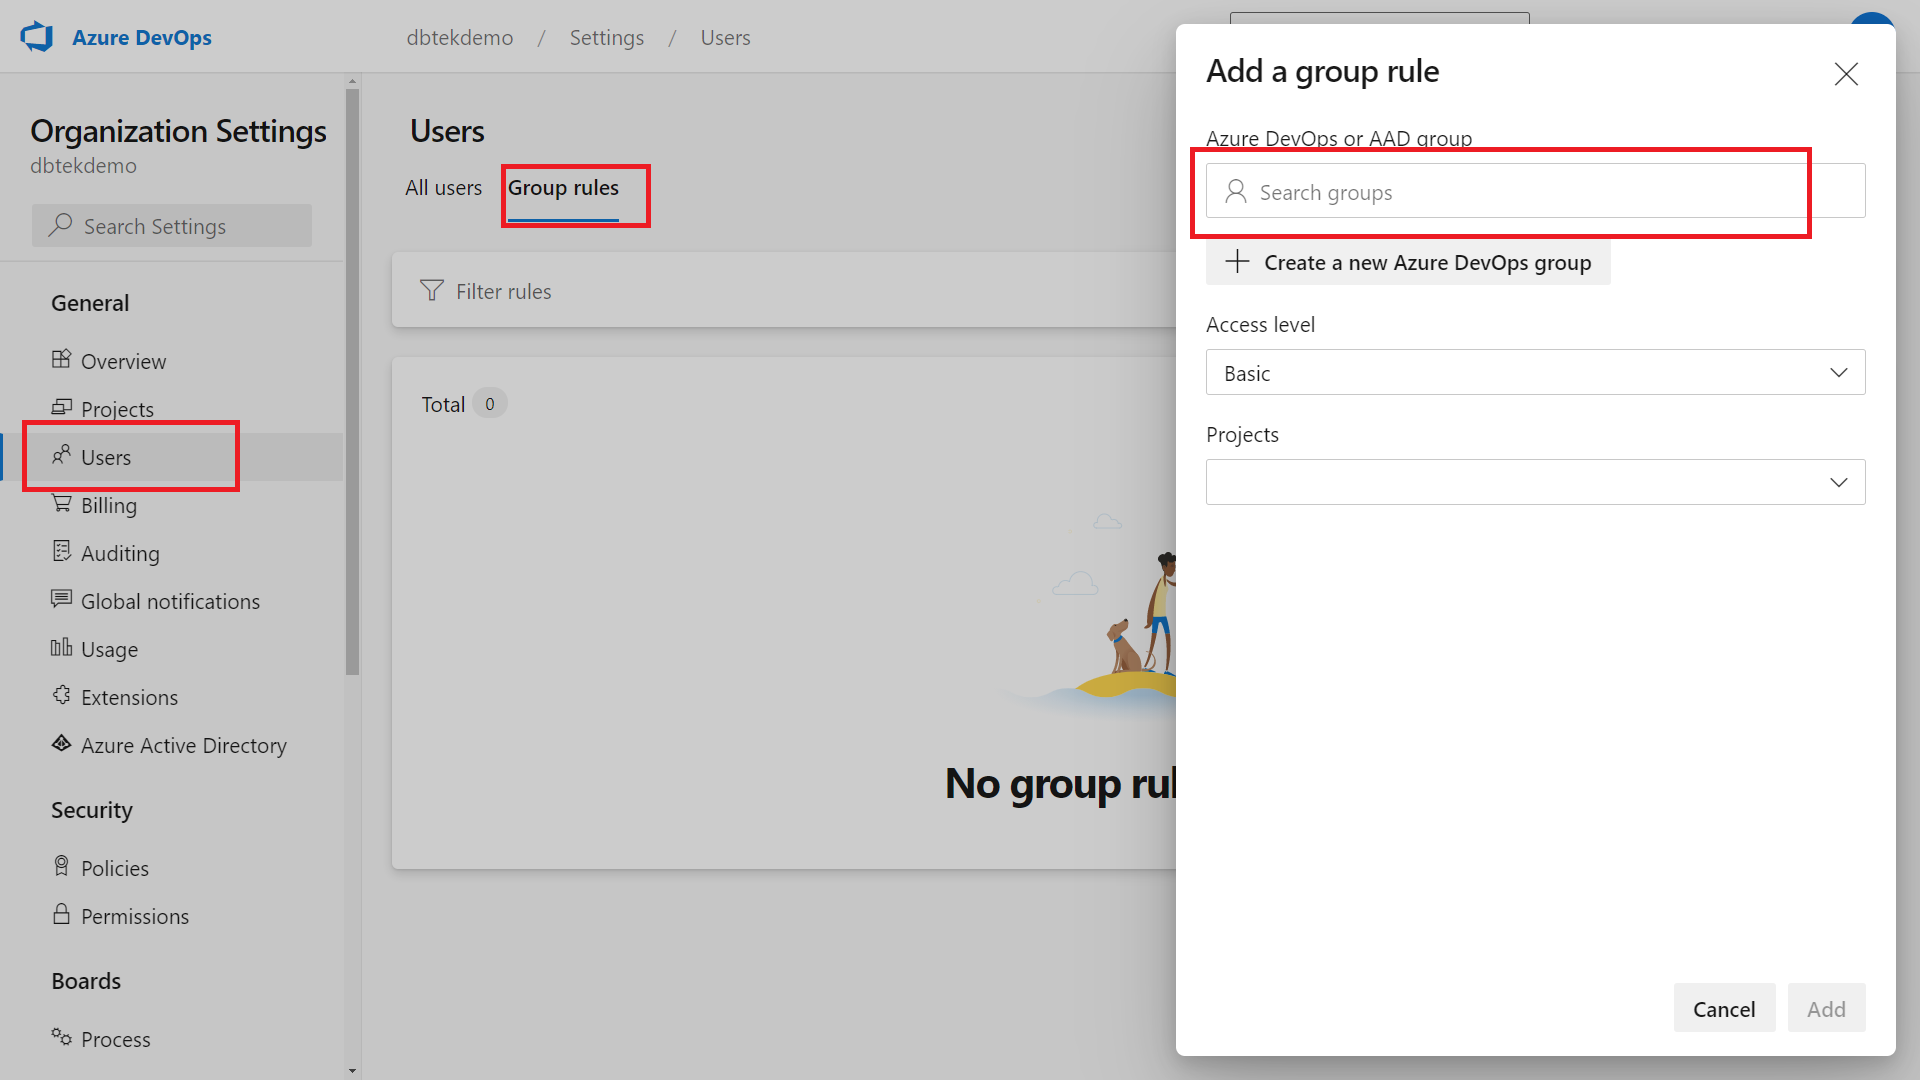 Azure DevOps
dbtekdemo / Settings / Users
Organization Settings
dbtekdemo
Search Settings
General
Overview
Projects
Users
Billing
Auditing
Global notifications
Usage
Extensions
Azure Active Directory
Security
Policies
Permissions
Boards
Process
Users
All users
Group rules
Filter rules
Total 0
No group rul
Add a group rule
Azure DevOps or AAD group
Search groups
Create a new Azure DevOps group
Access level
Basic
Projects
Cancel
Add